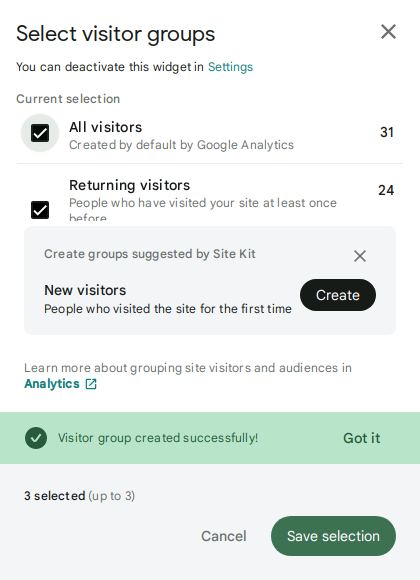 Select visitor groups
You can deactivate this widget in Settings
Current selection
All visitors
31
Created by default by Google Analytics
Returning visitors
24
People who have visited your site at least once
before
Create groups suggested by Site Kit
New visitors
People who visited the site for the first time
Create
Learn more about grouping site visitors and audiences in
Analytics
Visitor group created successfully!
Got it
3 selected (up to 3)
Cancel
Save selection